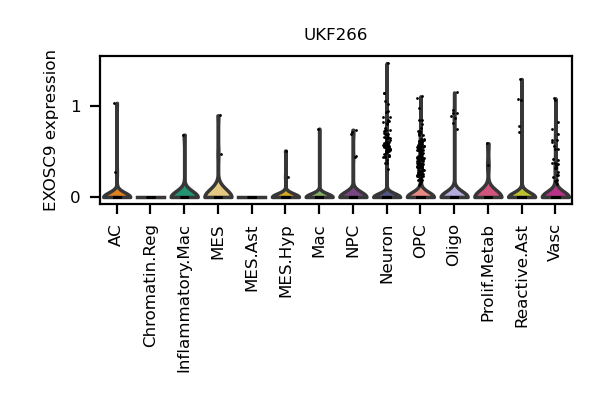 UKF266
EXOSC9 expression
1
0
AC
Chromatin.Reg
Inflammatory.Mac
MES
MES.Ast
MES.Hyp
Mac
NPC
Neuron
OPC
Oligo
Prolif.Metab
Reactive.Ast
Vasc